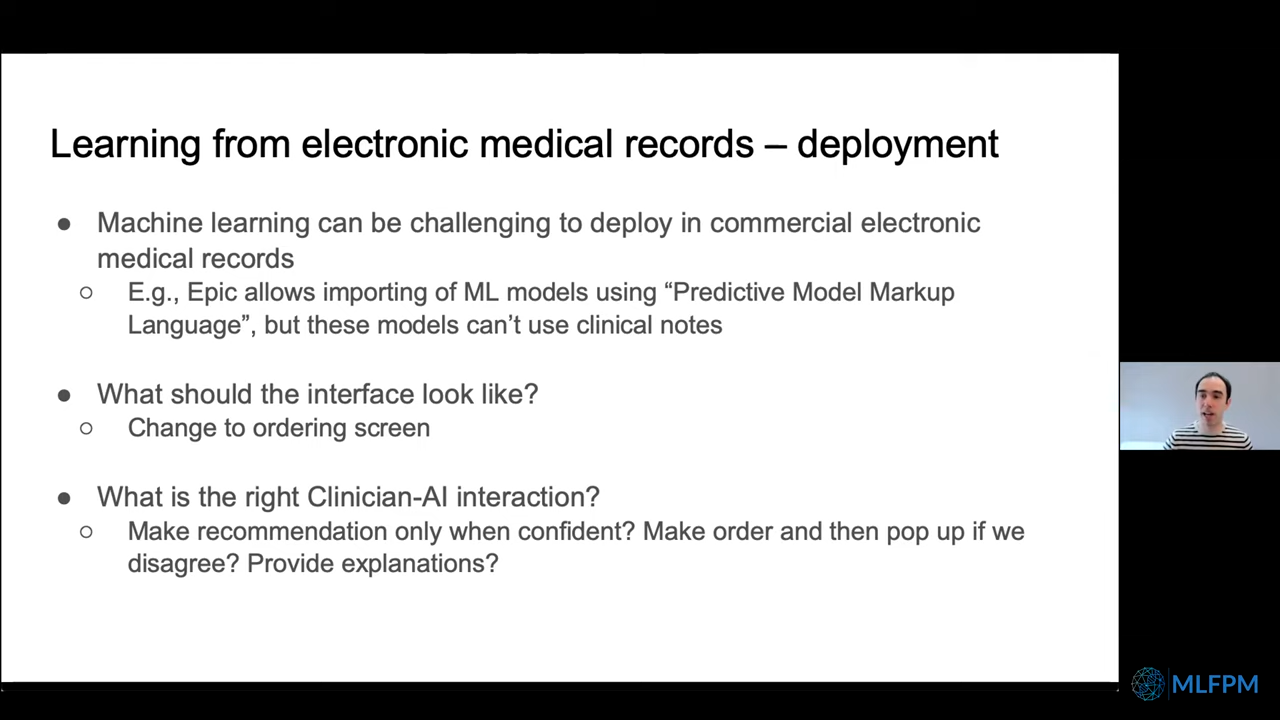 Learning from electronic medical records – deployment
● Machine learning can be challenging to deploy in commercial electronic
medical records
○ E.g., Epic allows importing of ML models using “Predictive Model Markup
Language”, but these models can’t use clinical notes
● What should the interface look like?
○ Change to ordering screen
● What is the right Clinician-AI interaction?
○ Make recommendation only when confident? Make order and then pop up if we
disagree? Provide explanations?
MLFPM